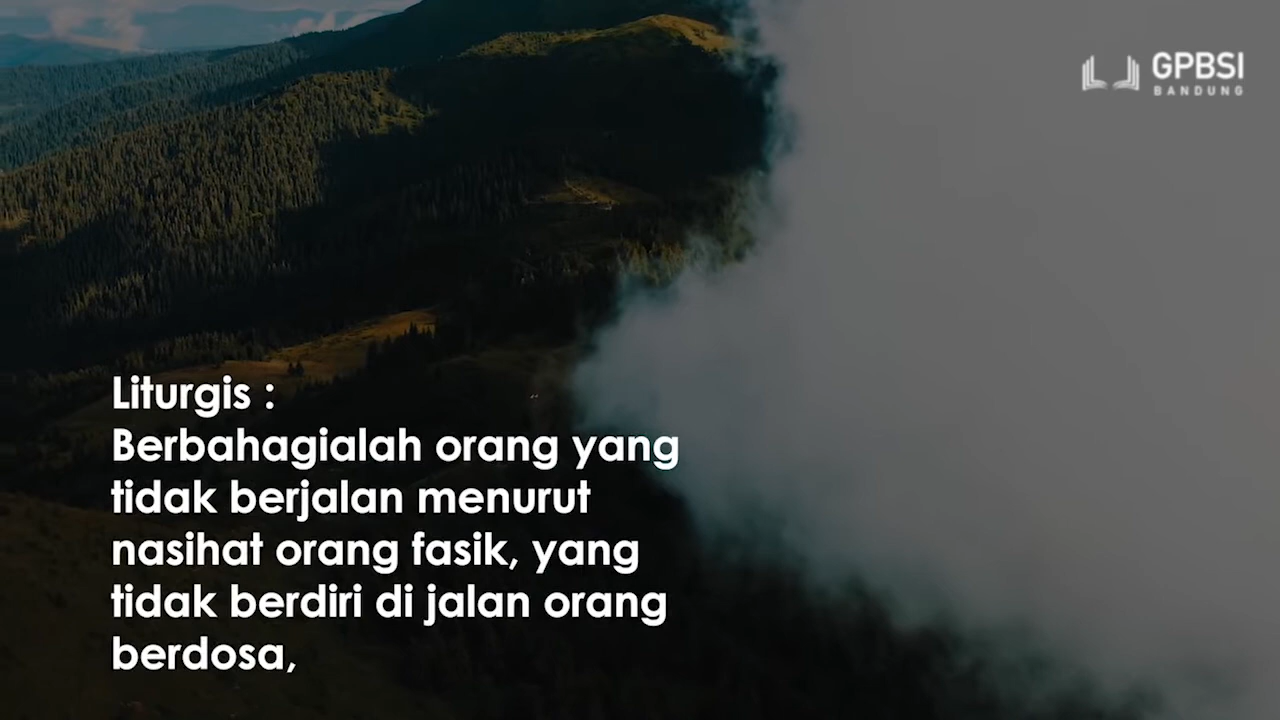 GPBSI
BANDUNG
Liturgis :
Berbahagialah orang yang
tidak berjalan menurut
nasihat orang fasik, yang
tidak berdiri di jalan orang
berdosa,